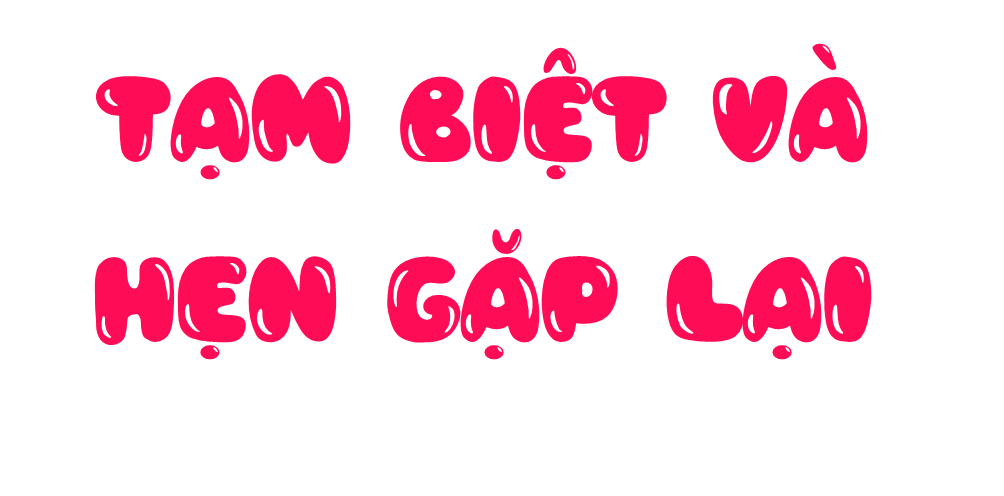 TẠM BIỆT VÀ
HẸN GẶP LẠI